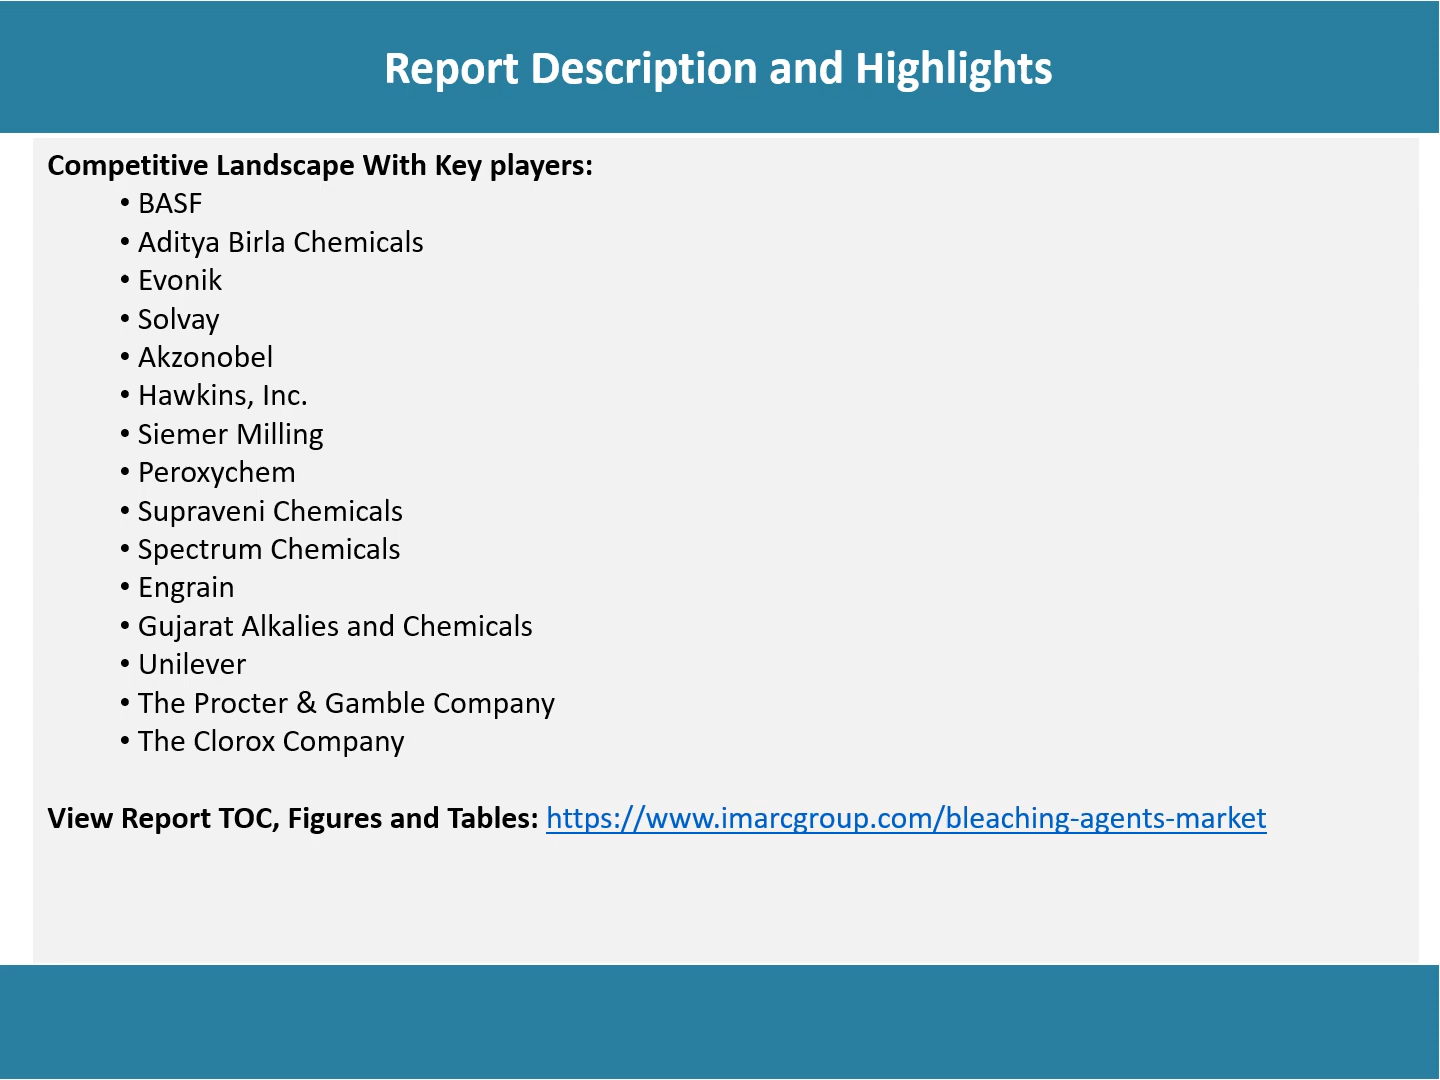 Report Description and Highlights
Competitive Landscape With Key players:
• BASF
• Aditya Birla Chemicals
• Evonik
• Solvay
• Akzonobel
• Hawkins, Inc.
• Siemer Milling
• Peroxychem
• Supraveni Chemicals
• Spectrum Chemicals
• Engrain
• Gujarat Alkalies and Chemicals
• Unilever
• The Procter & Gamble Company
• The Clorox Company
View Report TOC, Figures and Tables: https://www.imarcgroup.com/bleaching-agents-market